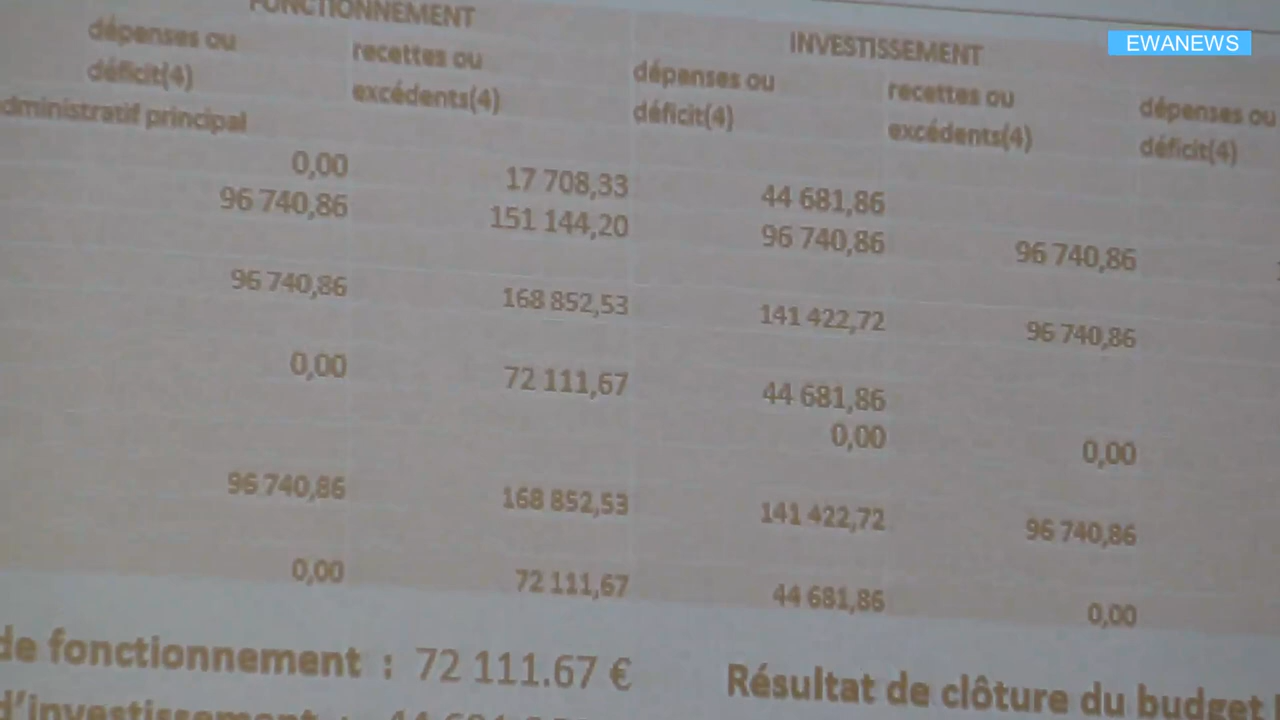 FONCTIONNEMENT INVESTISSEMENT
EWANEWS
dépenses ou recettes ou dépenses ou recettes ou dépenses ou
déficit(4) excédents(4) déficit(4) excédents(4) déficit(4)
dministratif principal
0,00 17 708,33 44 681,86
96 740,86 151 144,20 96 740,86 96 740,86
96 740,86 168 852,53 141 422,72 96 740,86
0,00 72 111,67 44 681,86
0,00 0,00
96 740,86 168 852,53 141 422,72 96 740,86
0,00 72 111,67 44 681,86 0,00
de fonctionnement : 72 111.67 € Résultat de clôture du budget
d'investissement :